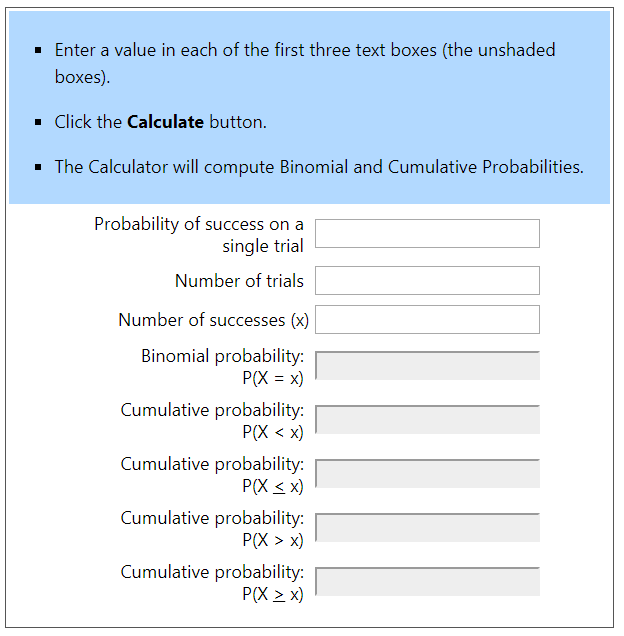 ▪ Enter a value in each of the first three text boxes (the unshaded
boxes).
▪ Click the Calculate button.
▪ The Calculator will compute Binomial and Cumulative Probabilities.
Probability of success on a
single trial
Number of trials
Number of successes (x)
Binomial probability:
P(X = x)
Cumulative probability:
P(X < x)
Cumulative probability:
P(X ≤ x)
Cumulative probability:
P(X > x)
Cumulative probability:
P(X ≥ x)